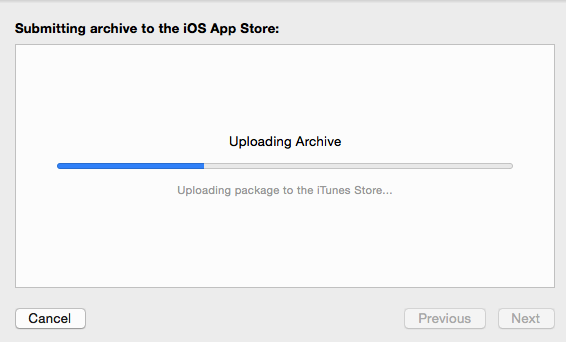 Submitting archive to the iOS App Store:
Uploading Archive
Uploading package to the iTunes Store...
Cancel
Previous
Next